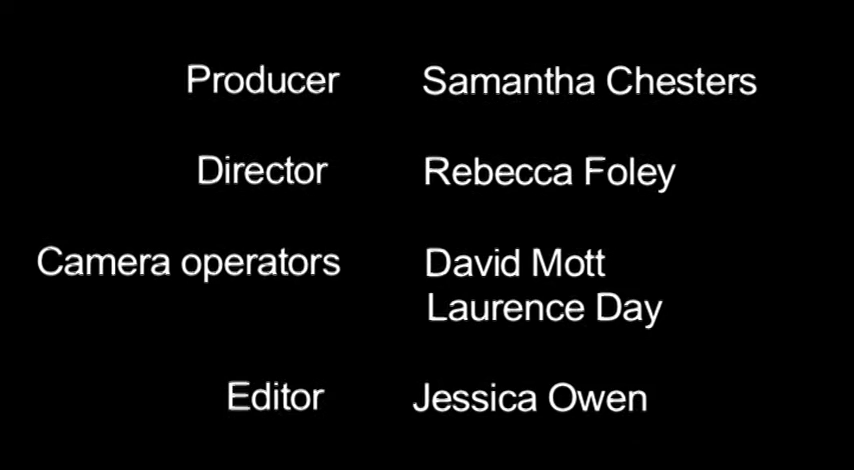 Producer Samantha Chesters
Director Rebecca Foley
Camera operators David Mott
Laurence Day
Editor Jessica Owen